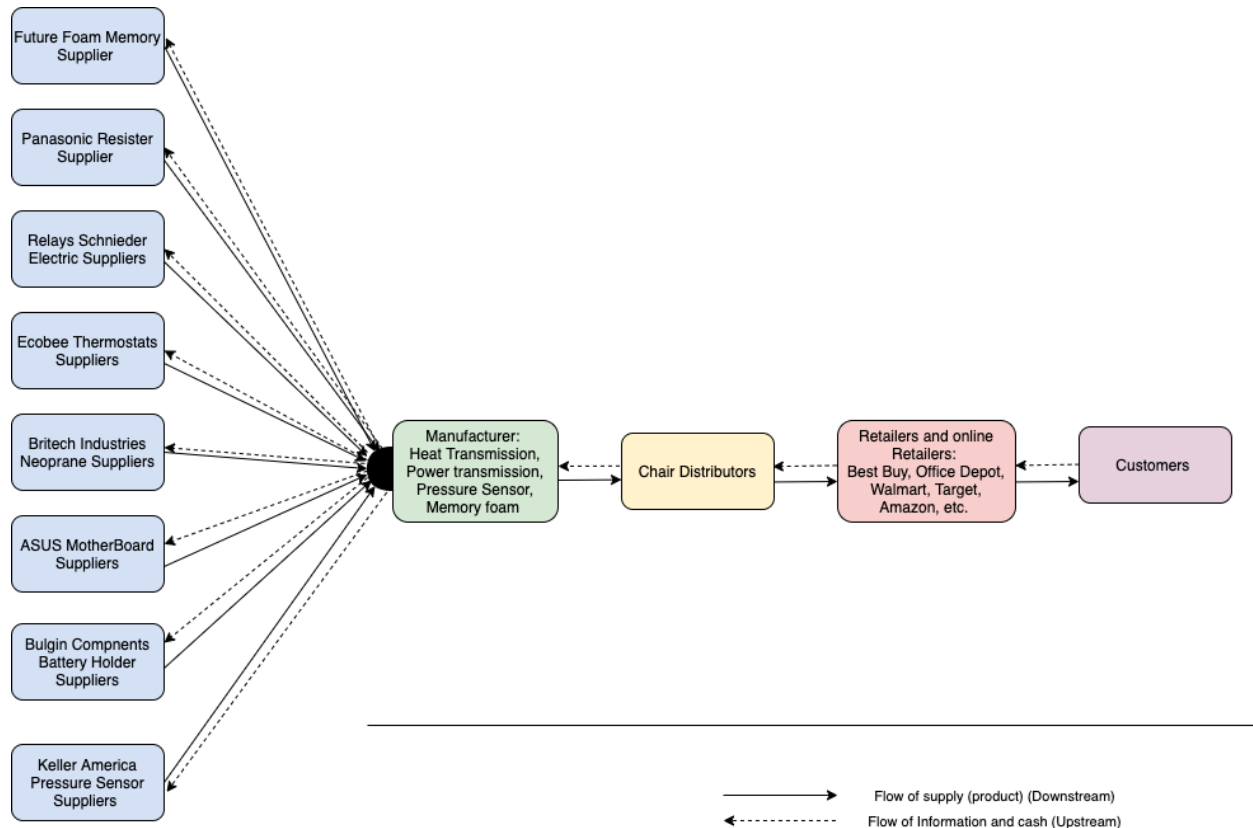 Future Foam Memory
Supplier
Panasonic Resister
Supplier
Relays Schnieder
Electric Suppliers
Ecobee Thermostats
Suppliers
Britech Industries
Neoprane Suppliers
ASUS MotherBoard
Suppliers
Bulgin Compnents
Battery Holder
Suppliers
Keller America
Pressure Sensor
Suppliers
Manufacturer:
Heat Transmission,
Power transmission,
Pressure Sensor,
Memory foam
Chair Distributors
Retailers and online
Retailers:
Best Buy, Office Depot,
Walmart, Target,
Amazon, etc.
Customers
Flow of supply (product) (Downstream)
Flow of Information and cash (Upstream)